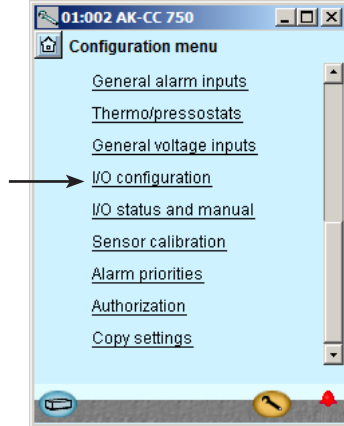 01:002 AK-CC 750
Configuration menu
General alarm inputs
Thermo/pressostats
General voltage inputs
I/O configuration
I/O status and manual
Sensor calibration
Alarm priorities
Authorization
Copy settings